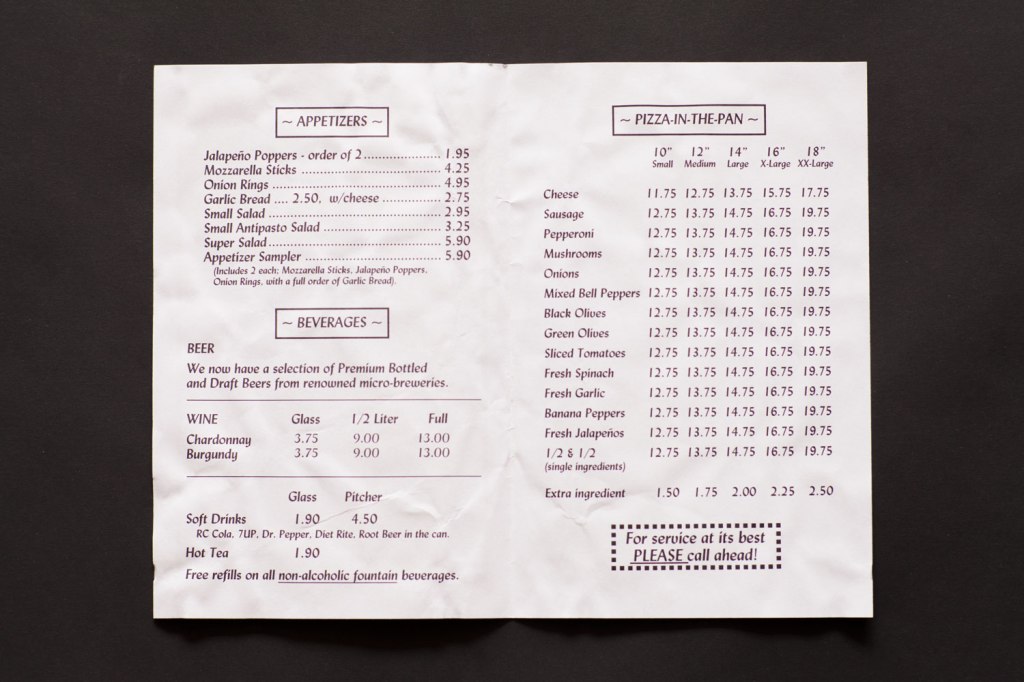 ~ APPETIZERS ~
Jalapeño Poppers - order of 2 ..................... 1.95
Mozzarella Sticks ...................................... 4.25
Onion Rings .............................................. 4.95
Garlic Bread .... 2.50, w/cheese ................ 2.75
Small Salad ............................................... 2.95
Small Antipasto Salad ................................. 3.25
Super Salad ............................................... 5.90
Appetizer Sampler ..................................... 5.90
(Includes 2 each: Mozzarella Sticks, Jalapeño Poppers,
Onion Rings, with a full order of Garlic Bread).
~ BEVERAGES ~
BEER
We now have a selection of Premium Bottled
and Draft Beers from renowned micro-breweries.
WINE Glass 1/2 Liter Full
Chardonnay 3.75 9.00 13.00
Burgundy 3.75 9.00 13.00
Glass Pitcher
Soft Drinks 1.90 4.50
RC Cola, 7UP, Dr. Pepper, Diet Rite, Root Beer in the can.
Hot Tea 1.90
Free refills on all non-alcoholic fountain beverages.
~ PIZZA-IN-THE-PAN ~
10" 12" 14" 16" 18"
Small Medium Large X-Large XX-Large
Cheese 11.75 12.75 13.75 15.75 17.75
Sausage 12.75 13.75 14.75 16.75 19.75
Pepperoni 12.75 13.75 14.75 16.75 19.75
Mushrooms 12.75 13.75 14.75 16.75 19.75
Onions 12.75 13.75 14.75 16.75 19.75
Mixed Bell Peppers 12.75 13.75 14.75 16.75 19.75
Black Olives 12.75 13.75 14.75 16.75 19.75
Green Olives 12.75 13.75 14.75 16.75 19.75
Sliced Tomatoes 12.75 13.75 14.75 16.75 19.75
Fresh Spinach 12.75 13.75 14.75 16.75 19.75
Fresh Garlic 12.75 13.75 14.75 16.75 19.75
Banana Peppers 12.75 13.75 14.75 16.75 19.75
Fresh Jalapeños 12.75 13.75 14.75 16.75 19.75
1/2 & 1/2 12.75 13.75 14.75 16.75 19.75
(single ingredients)
Extra ingredient 1.50 1.75 2.00 2.25 2.50
For service at its best
PLEASE call ahead!